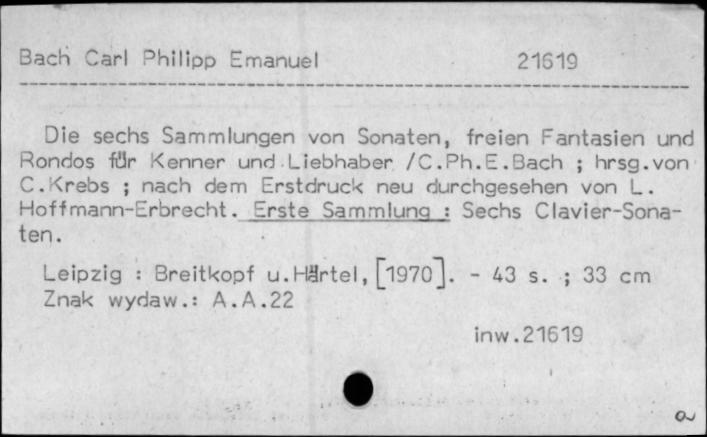 Bach Carl Philipp Emanuel 21619
Die sechs Sammlungen von Sonaten, freien Fantasien und
Rondos für Kenner und Liebhaber /C.Ph.E.Bach ; hrsg.von
C.Krebs ; nach dem Erstdruck neu durchgesehen von L.
Hoffmann-Erbrecht. Erste Sammlung : Sechs Clavier-Sona-
ten.
Leipzig : Breitkopf u.Härtel, [1970]. - 43 s. ; 33 cm
Znak wydaw.: A.A.22
inw.21619